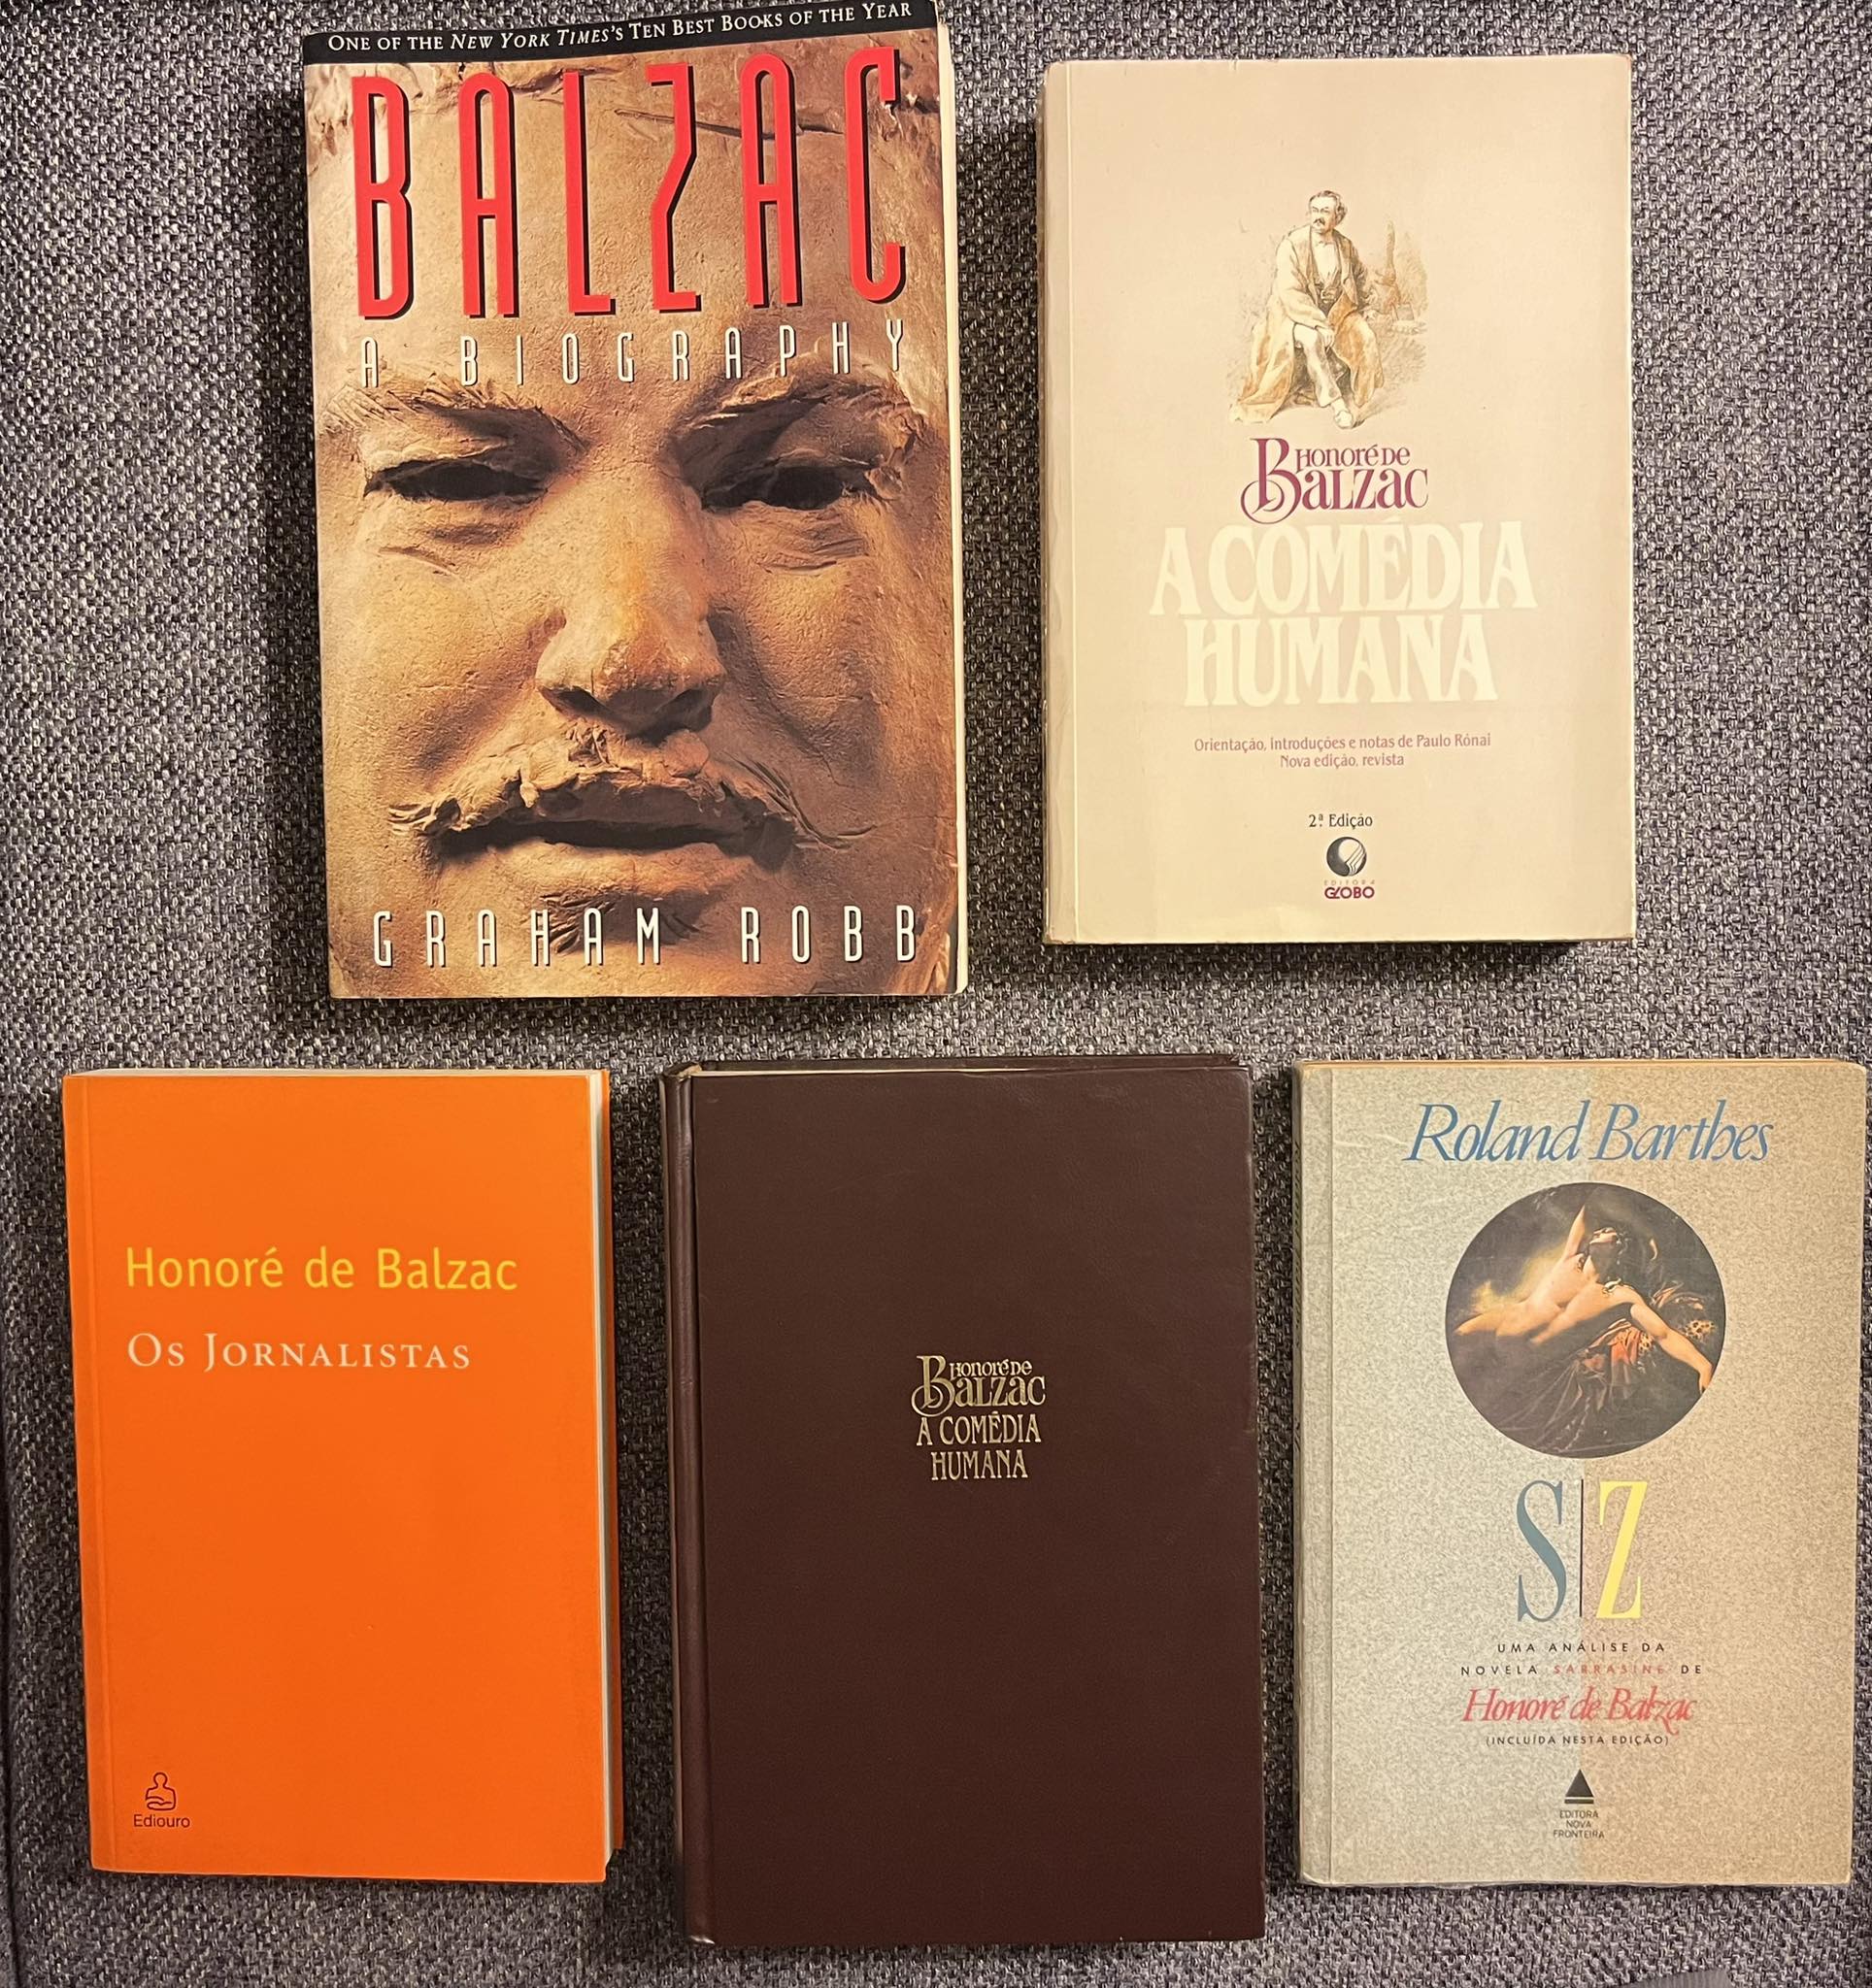 ONE OF THE NEW YORK TIMES'S TEN BEST BOOKS OF THE YEAR
BALZAC
A BIOGRAPHY
GRAHAM ROBB
HONORÉ DE
BALZAC
A COMÉDIA
HUMANA
Orientação, introduções e notas de Paulo Rónai
Nova edição, revista
2ª Edição
EDITORA
GLOBO
Honoré de Balzac
OS JORNALISTAS
Ediouro
HONORÉ DE
BALZAC
A COMÉDIA
HUMANA
Roland Barthes
S|Z
UMA ANÁLISE DA
NOVELA SARRASINE DE
Honoré de Balzac
(INCLUÍDA NESTA EDIÇÃO)
EDITORA
NOVA
FRONTEIRA